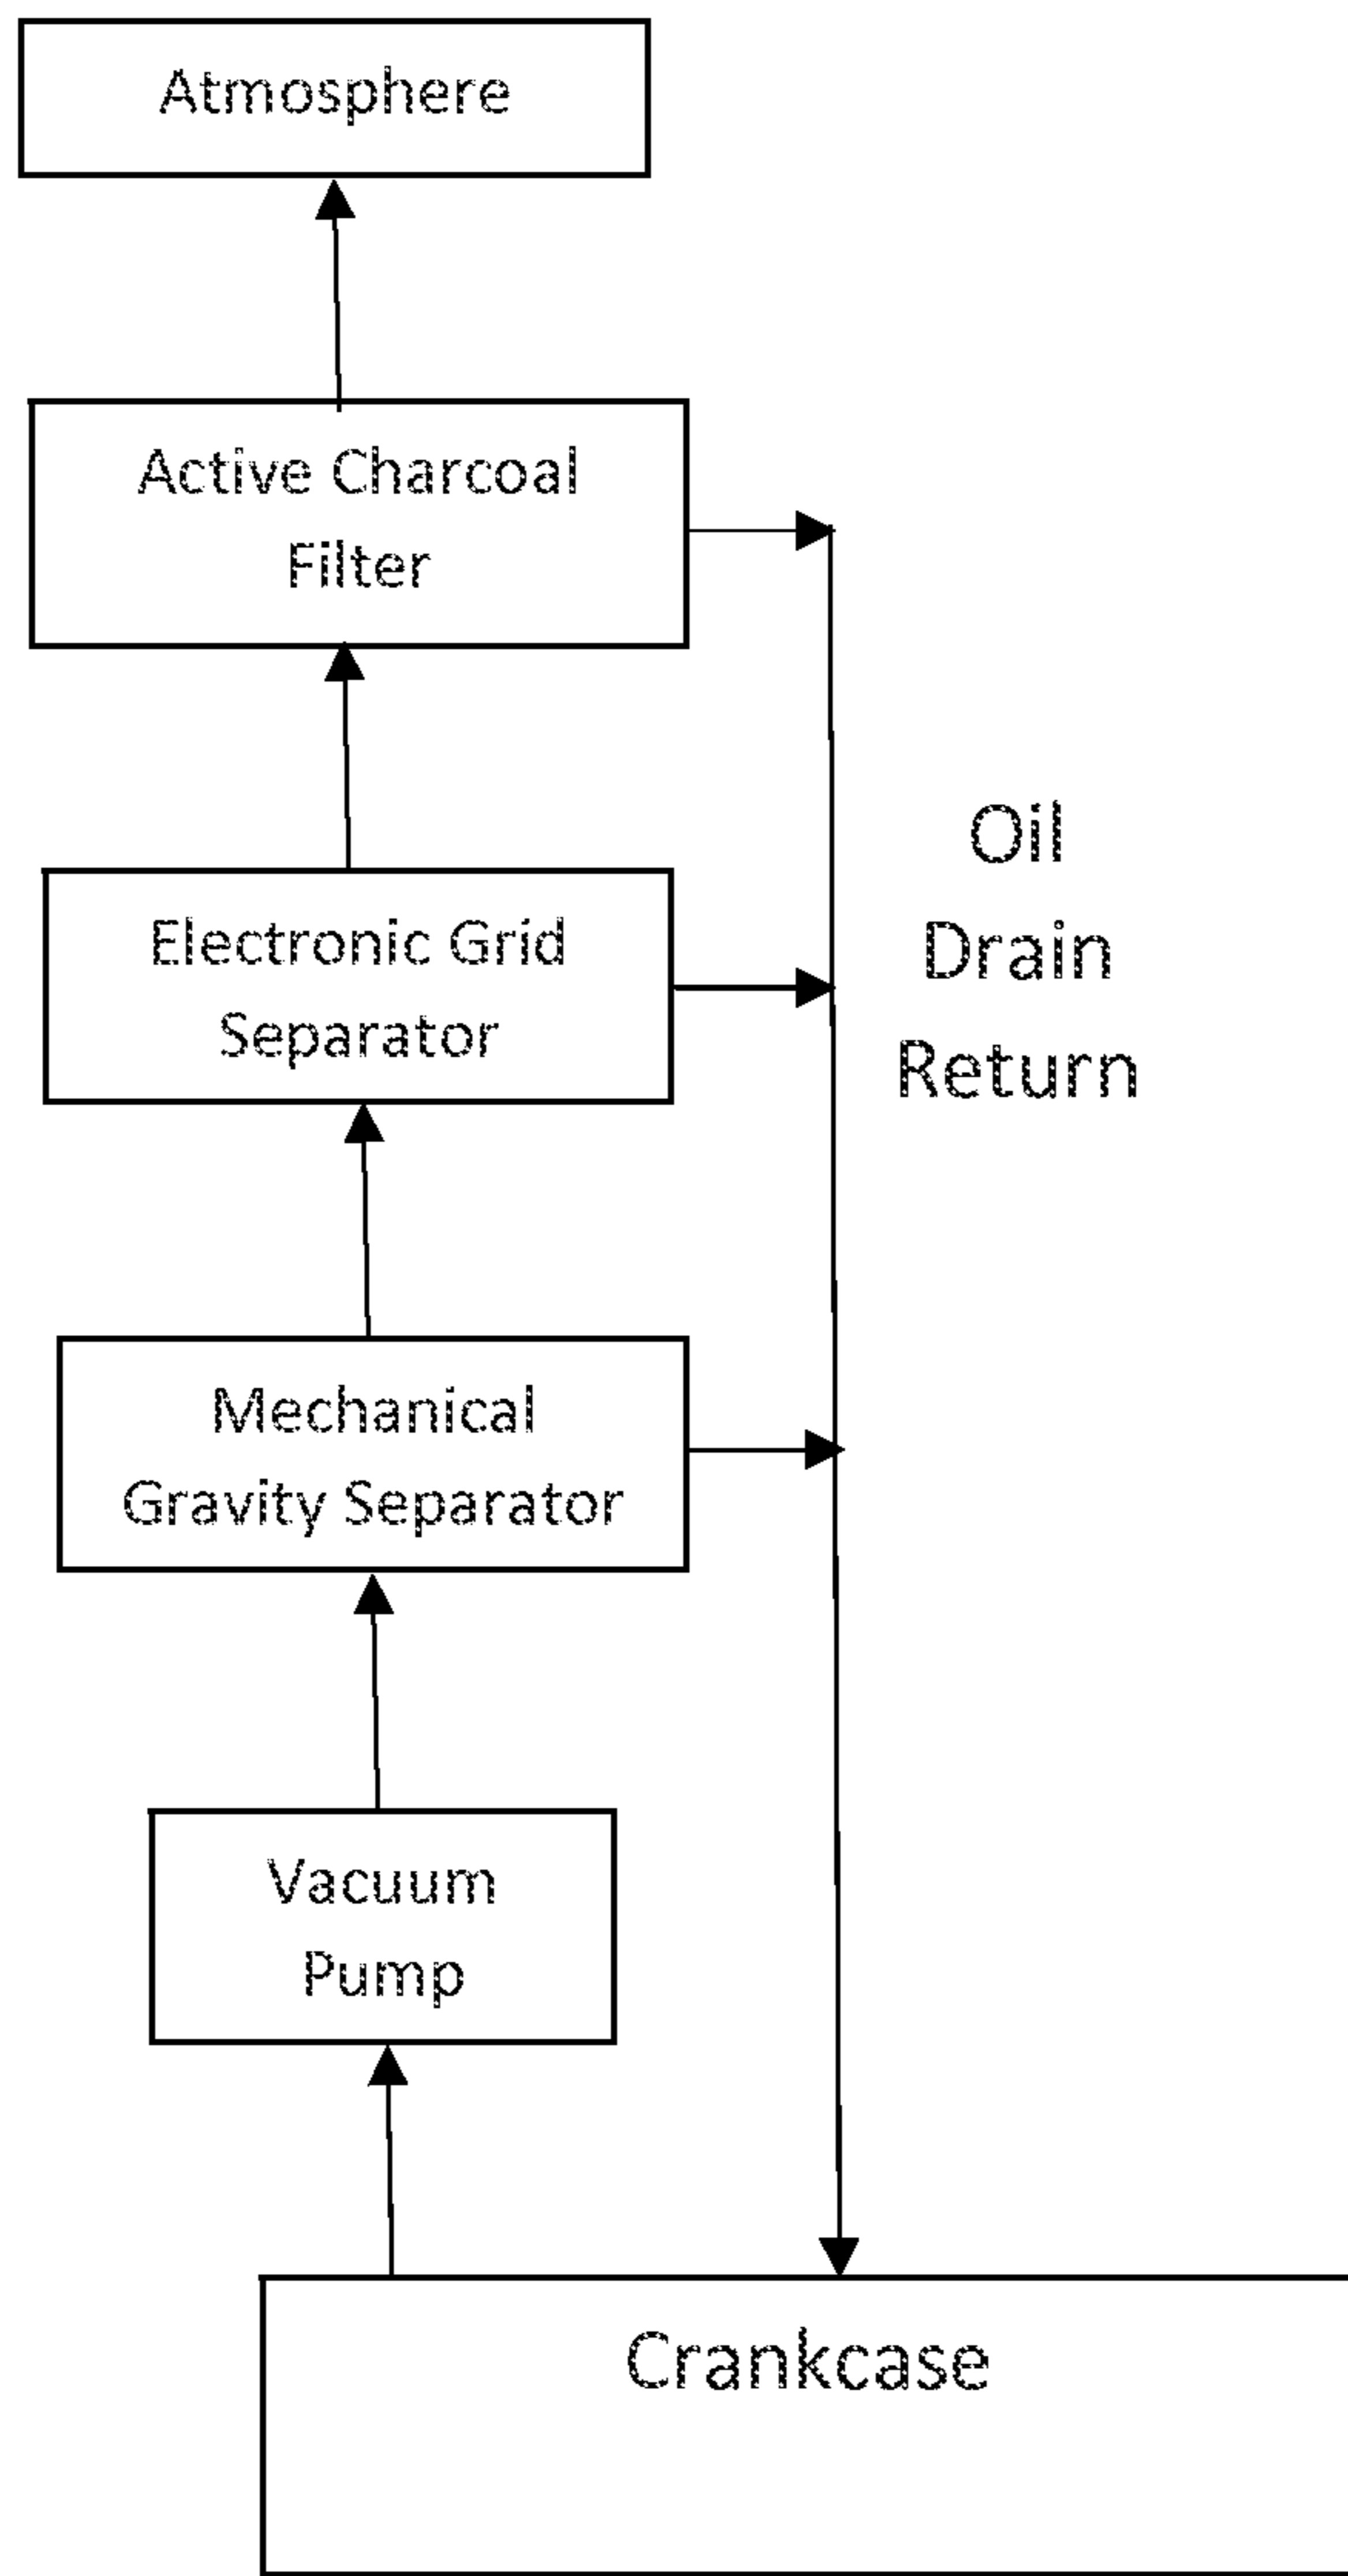 Atmosphere
Active Charcoal
Filter
Oil
Drain
Return
Electronic Grid
Separator
Mechanical
Gravity Separator
Vacuum
Pump
Crankcase